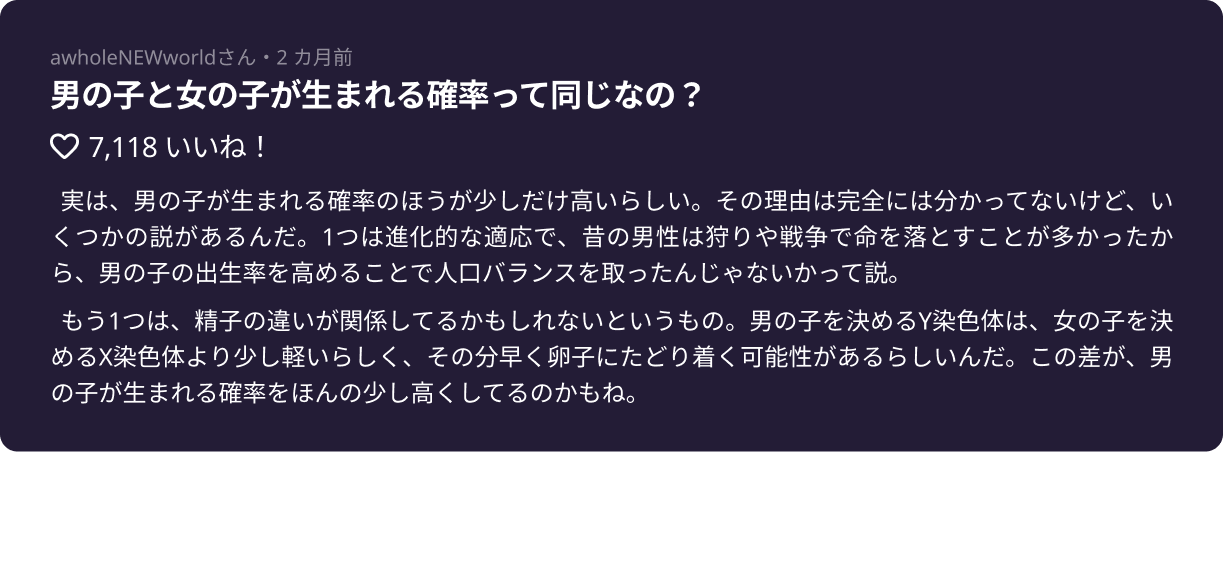 awholeNEWworldさん・2 カ月前
男の子と女の子が生まれる確率って同じなの？
7,118 いいね！
実は、男の子が生まれる確率のほうが少しだけ高いらしい。その理由は完全には分かってないけど、い
くつかの説があるんだ。1つは進化的な適応で、昔の男性は狩りや戦争で命を落とすことが多かったか
ら、男の子の出生率を高めることで人口バランスを取ったんじゃないかって説。
もう1つは、精子の違いが関係してるかもしれないというもの。男の子を決めるY染色体は、女の子を決
めるX染色体より少し軽いらしく、その分早く卵子にたどり着く可能性があるらしいんだ。この差が、男
の子が生まれる確率をほんの少し高くしてるのかもね。